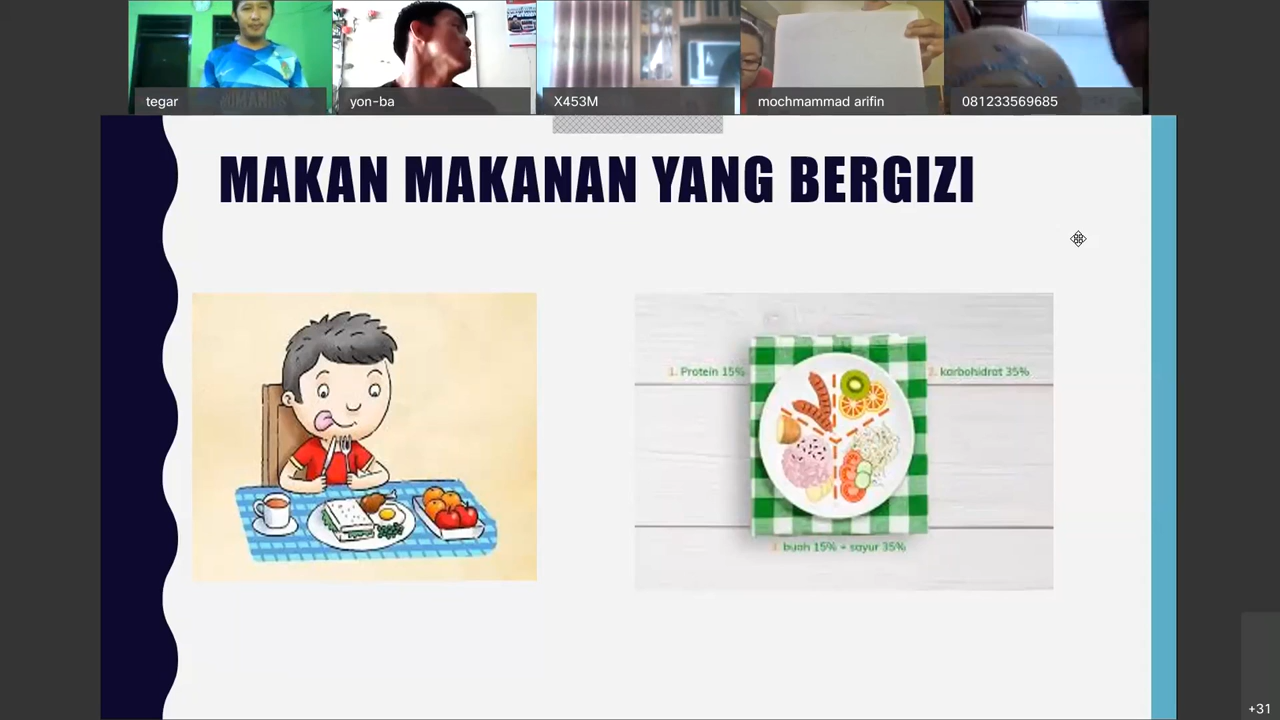 tegar
yon-ba
X453M
mochmammad arifin
081233569685
MAKAN MAKANAN YANG BERGIZI
1. Protein 15%
2. karbohidrat 35%
3. buah 15% + sayur 35%
+31